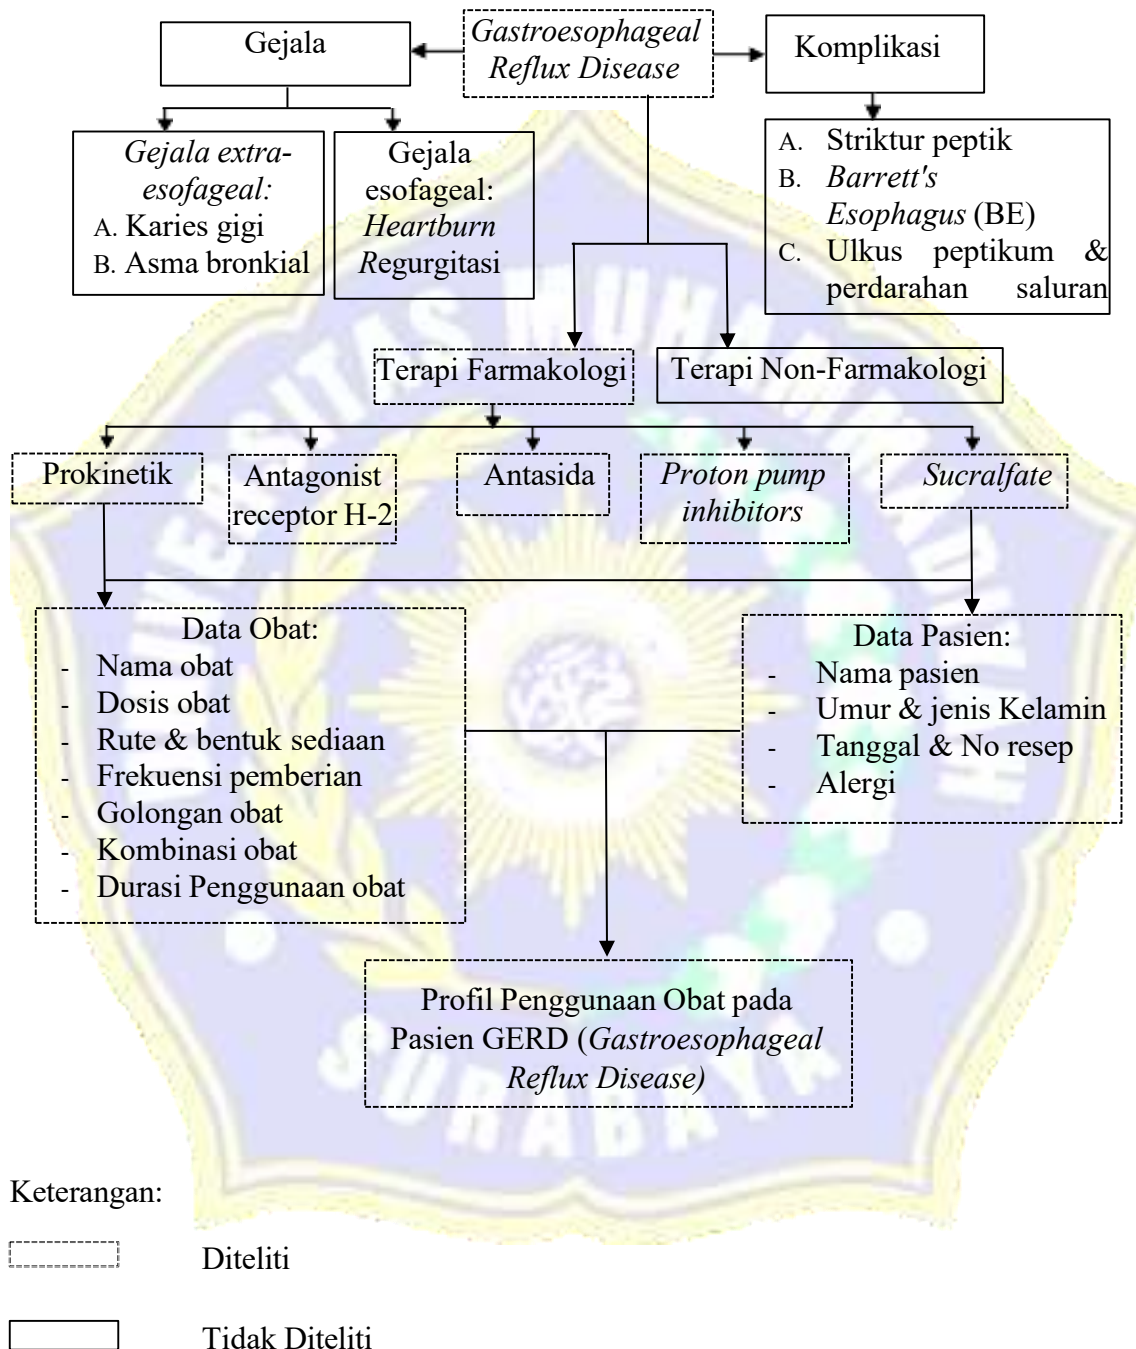 Gejala
Gastroesophageal
Reflux Disease
Komplikasi
Gejala extra-
esofageal:
A. Karies gigi
B. Asma bronkial
Gejala
esofageal:
Heartburn
Regurgitasi
A. Striktur peptik
B. Barrett's
Esophagus (BE)
C. Ulkus peptikum &
perdarahan saluran
Terapi Farmakologi
Terapi Non-Farmakologi
Prokinetik
Antagonist
receptor H-2
Antasida
Proton pump
inhibitors
Sucralfate
Data Obat:
- Nama obat
- Dosis obat
- Rute & bentuk sediaan
- Frekuensi pemberian
- Golongan obat
- Kombinasi obat
- Durasi Penggunaan obat
Data Pasien:
- Nama pasien
- Umur & jenis Kelamin
- Tanggal & No resep
- Alergi
Profil Penggunaan Obat pada
Pasien GERD (Gastroesophageal
Reflux Disease)
Keterangan:
Diteliti
Tidak Diteliti
UNIVERSITAS MUHAMMADIYAH
SURABAYA